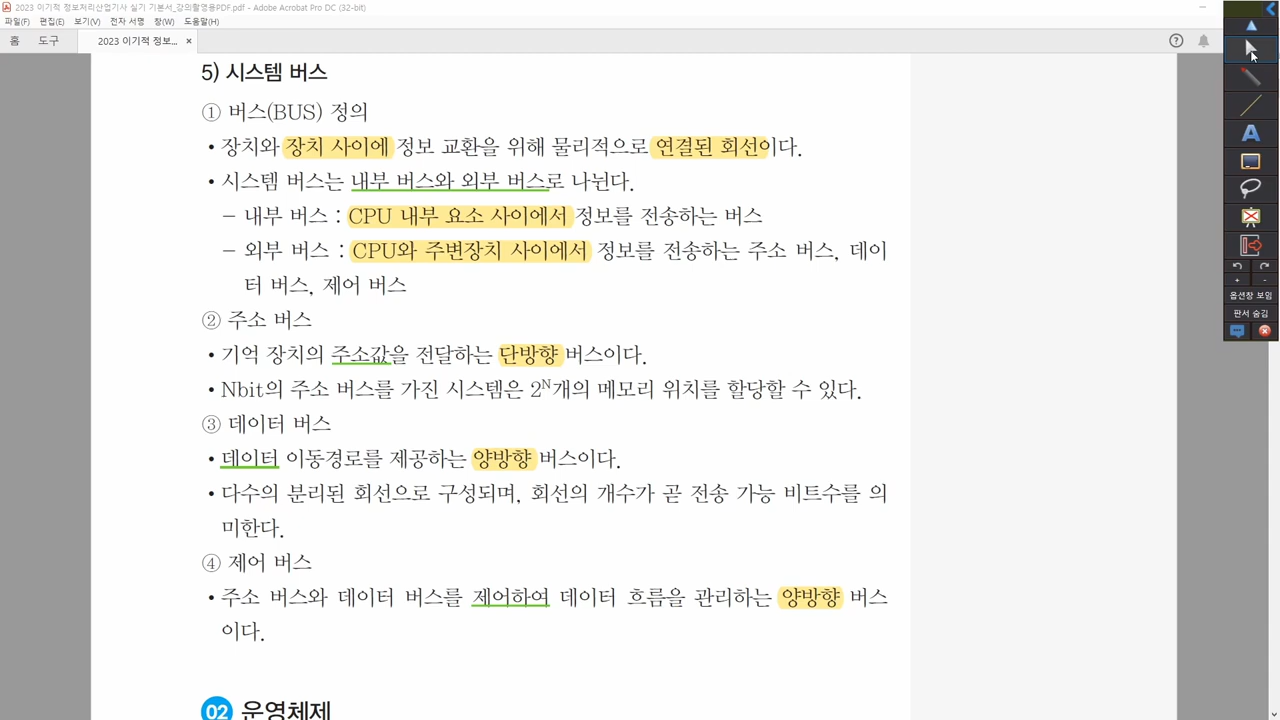 2023 이기적 정보처리산업기사 실기 기본서_강의촬영용PDF.pdf - Adobe Acrobat Pro DC (32-bit)
파일(F) 편집(E) 보기(V) 전자 서명 창(W) 도움말(H)
홈 도구 2023 이기적 정보... ×
5) 시스템 버스
① 버스(BUS) 정의
• 장치와 장치 사이에 정보 교환을 위해 물리적으로 연결된 회선이다.
• 시스템 버스는 내부 버스와 외부 버스로 나뉜다.
– 내부 버스 : CPU 내부 요소 사이에서 정보를 전송하는 버스
– 외부 버스 : CPU와 주변장치 사이에서 정보를 전송하는 주소 버스, 데이
터 버스, 제어 버스
② 주소 버스
• 기억 장치의 주소값을 전달하는 단방향 버스이다.
• Nbit의 주소 버스를 가진 시스템은 2ᴺ개의 메모리 위치를 할당할 수 있다.
③ 데이터 버스
• 데이터 이동경로를 제공하는 양방향 버스이다.
• 다수의 분리된 회선으로 구성되며, 회선의 개수가 곧 전송 가능 비트수를 의
미한다.
④ 제어 버스
• 주소 버스와 데이터 버스를 제어하여 데이터 흐름을 관리하는 양방향 버스
이다.
02 운영체제
A
+ -
옵션창 보임
판서 숨김